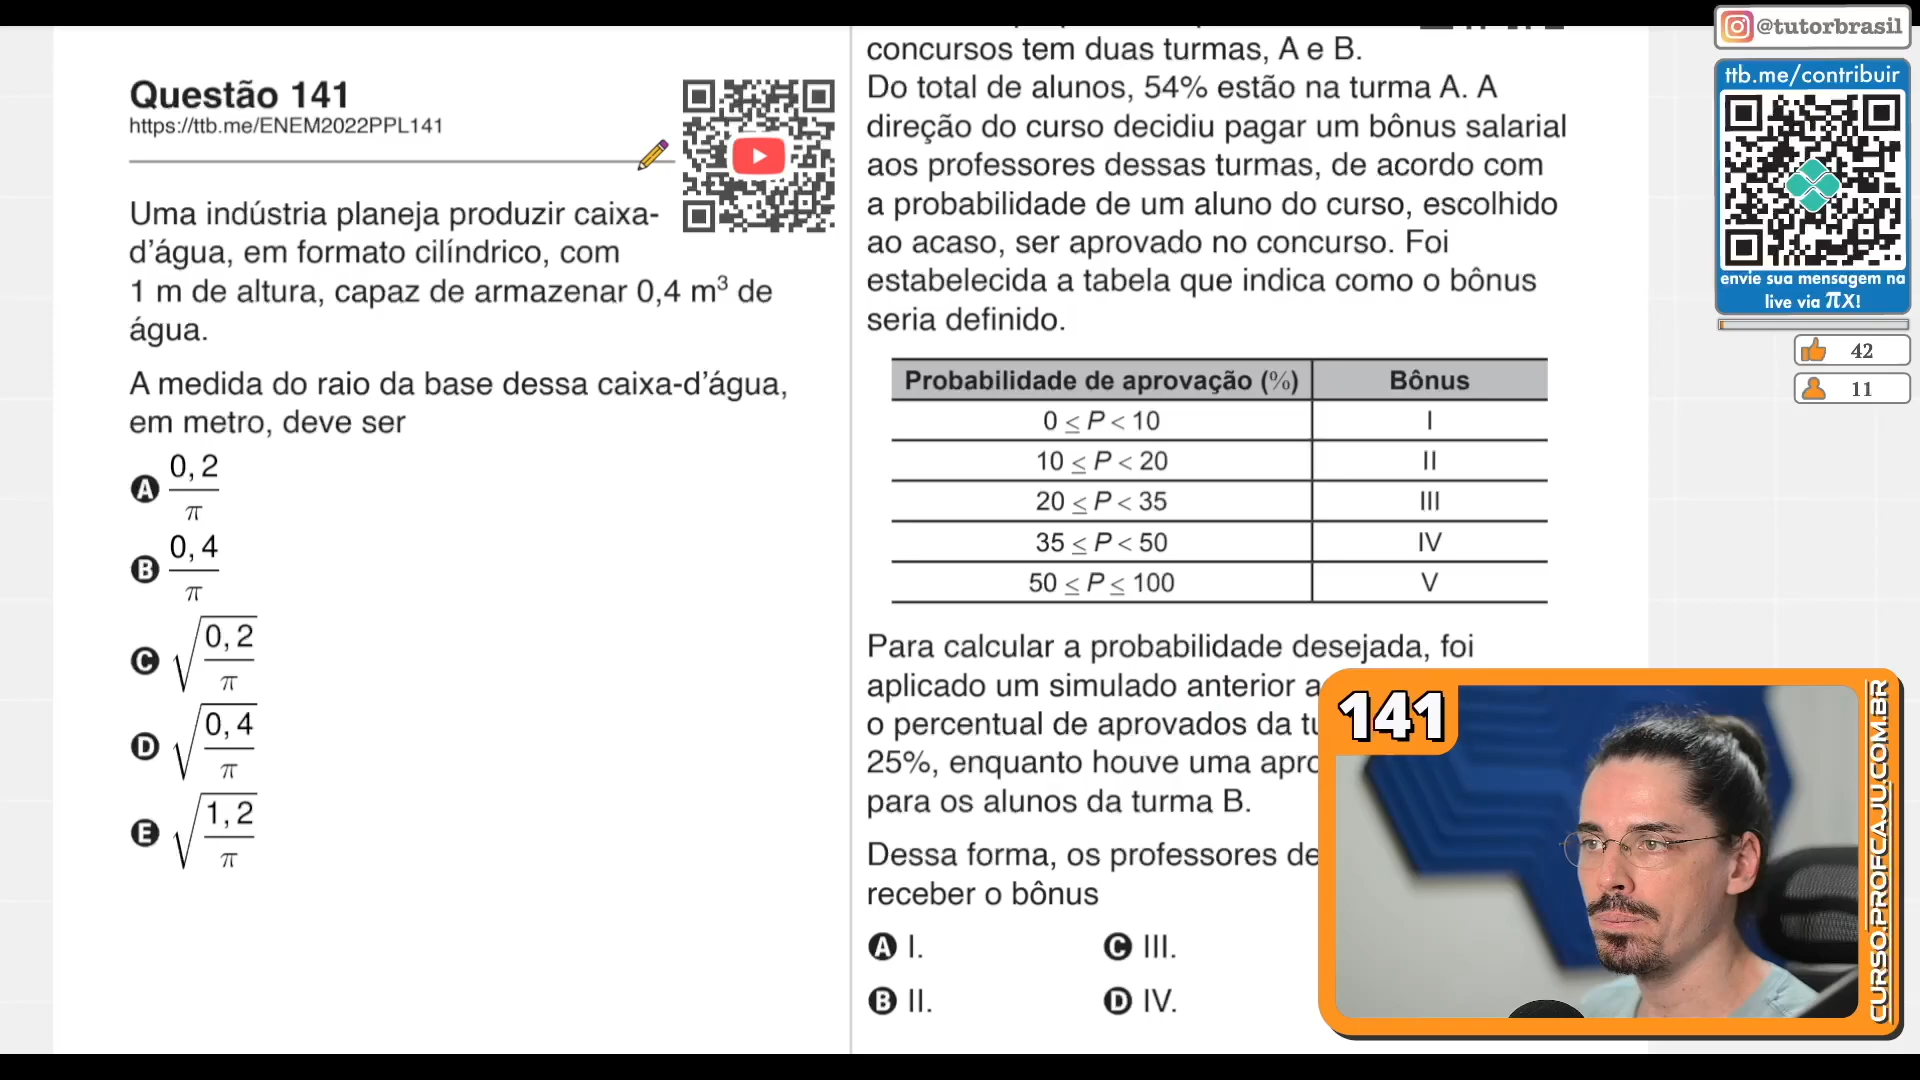 Questão 141
https://ttb.me/ENEM2022PPL141
Uma indústria planeja produzir caixa-
d'água, em formato cilíndrico, com
1 m de altura, capaz de armazenar 0,4 m³ de
água.
A medida do raio da base dessa caixa-d'água,
em metro, deve ser
A 0,2/π
B 0,4/π
C √(0,2/π)
D √(0,4/π)
E √(1,2/π)
concursos tem duas turmas, A e B.
Do total de alunos, 54% estão na turma A. A
direção do curso decidiu pagar um bônus salarial
aos professores dessas turmas, de acordo com
a probabilidade de um aluno do curso, escolhido
ao acaso, ser aprovado no concurso. Foi
estabelecida a tabela que indica como o bônus
seria definido.
Probabilidade de aprovação (%) Bônus
0 ≤ P < 10 I
10 ≤ P < 20 II
20 ≤ P < 35 III
35 ≤ P < 50 IV
50 ≤ P ≤ 100 V
Para calcular a probabilidade desejada, foi
aplicado um simulado anterior
o percentual de aprovados da
25%, enquanto houve uma
para os alunos da turma B.
Dessa forma, os professores
receber o bônus
A I.
C III.
B II.
D IV.
@tutorbrasil
ttb.me/contribuir
envie sua mensagem na
live via πX!
42
11
141
CURSO.PROFCAJU.COM.BR